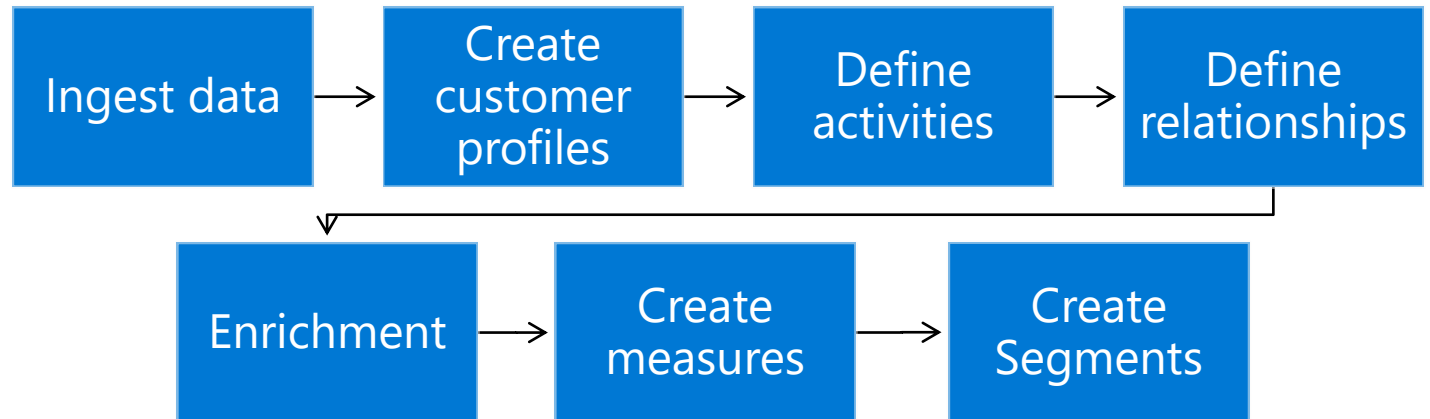 Ingest data
Create
customer
profiles
Define
activities
Define
relationships
Enrichment
Create
measures
Create
Segments